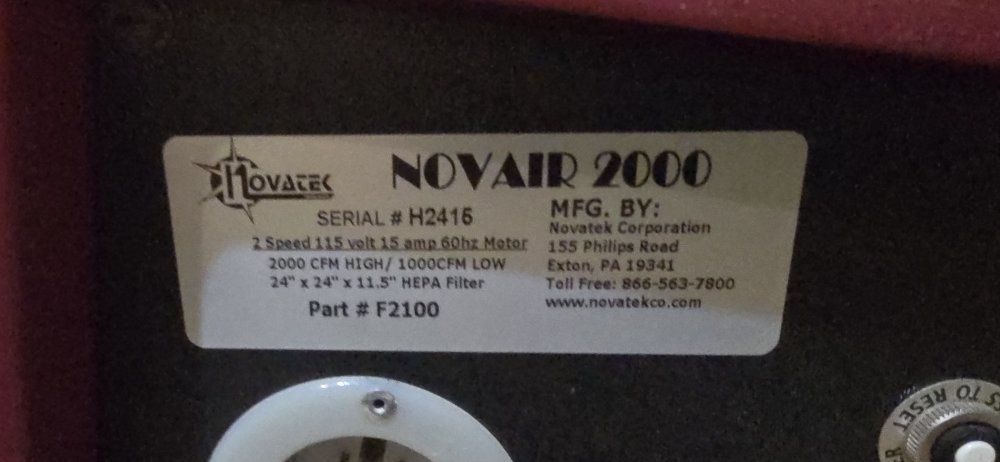 NOVATEK
NOVAIR 2000
SERIAL # H2415
2 Speed 115 volt 15 amp 60hz Motor
2000 CFM HIGH/ 1000CFM LOW
24" x 24" x 11.5" HEPA Filter
Part # F2100
MFG. BY:
Novatek Corporation
155 Philips Road
Exton, PA 19341
Toll Free: 866-563-7800
www.novatekco.com
TO RESET